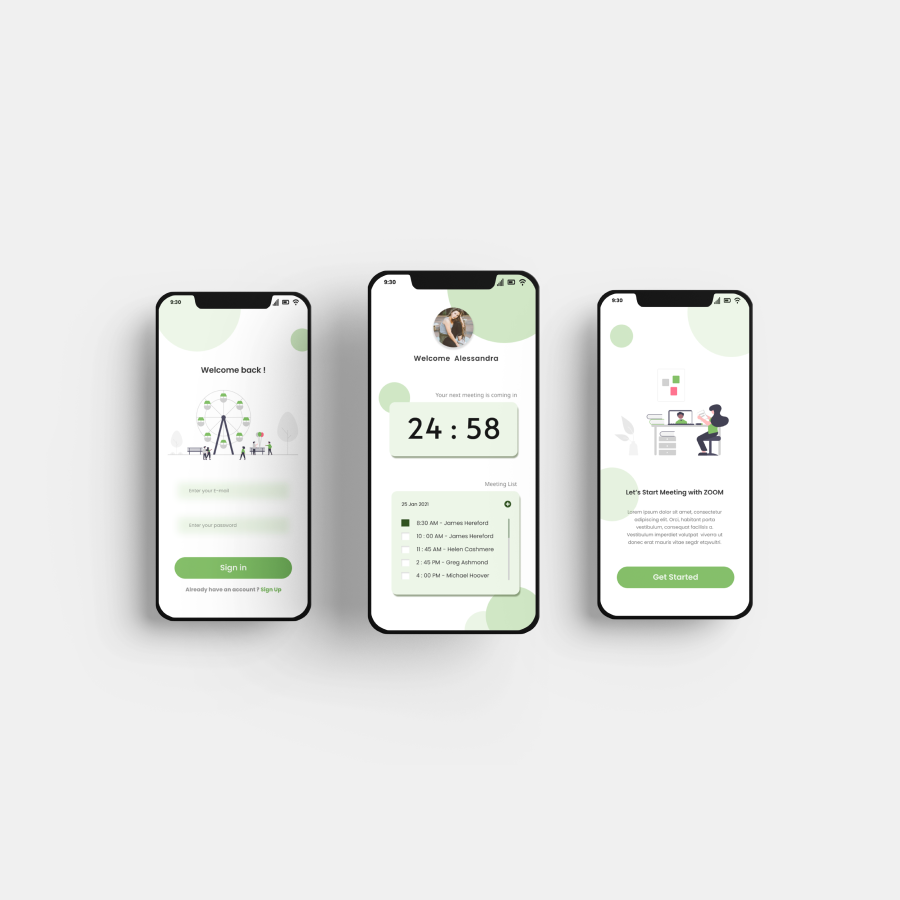 9:30
Welcome back !
Enter your E-mail
Enter your password
Sign in
Already have an account ? Sign Up
9:30
Welcome Alessandra
Your next meeting is coming in
24 : 58
Meeting List
25 Jan 2021
8:30 AM - James Hereford
10 : 00 AM - James Hereford
11 : 45 AM - Helen Cashmere
2 : 45 PM - Greg Ashmond
4 : 00 PM - Michael Hoover
9:30
Let's Start Meeting with ZOOM
Lorem ipsum dolor sit amet, consectetur
adipiscing elit. Orci, habitant porta
vestibulum, consequat facilisi's a.
Vestibulum imperdiet volutpat viverra ut
donec erat mauris vitae
Get Started